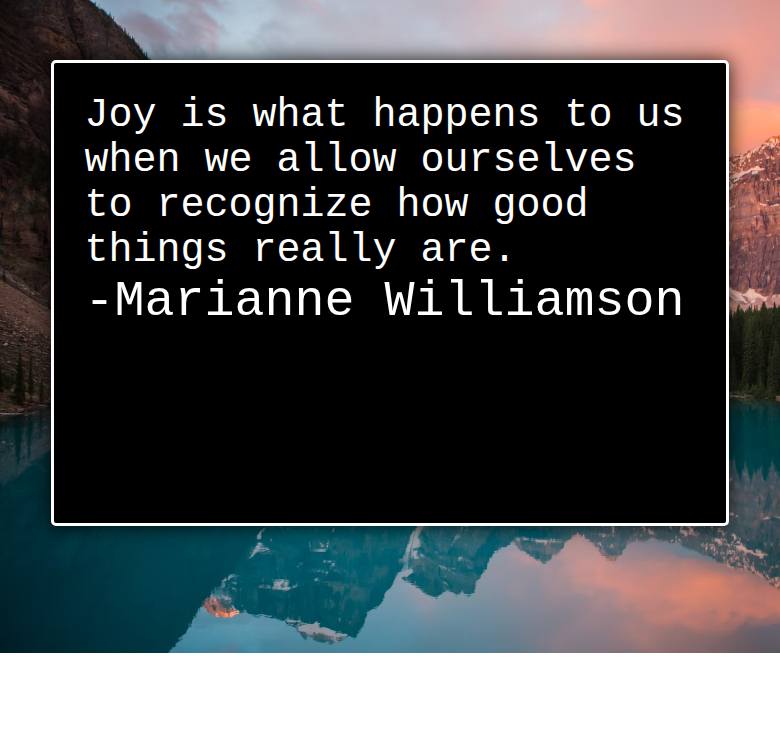 Joy is what happens to us
when we allow ourselves
to recognize how good
things really are.
-Marianne Williamson